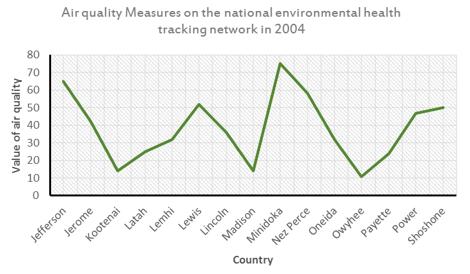 Air quality Measures on the national environmental health
tracking network in 2004
80
70
60
50
40
30
20
10
0
Value of air quality
Jefferson
Jerome
Kootenai
Latah
Lemhi
Lewis
Lincoln
Madison
Minidoka
Nez Perce
Oneida
Owyhee
Payette
Power
Shoshone
Country